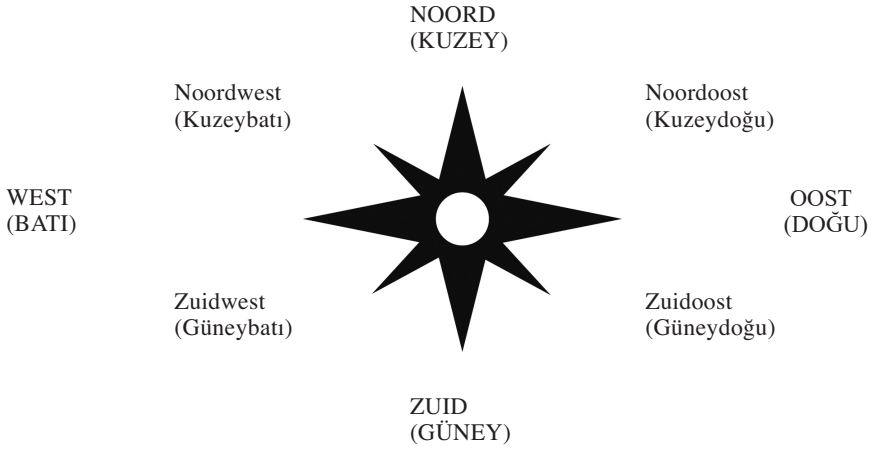 NOORD
(KUZEY)
Noordwest
(Kuzeybatı)
Noordoost
(Kuzeydoğu)
WEST
(BATI)
OOST
(DOĞU)
Zuidwest
(Güneybatı)
Zuidoost
(Güneydoğu)
ZUID
(GÜNEY)